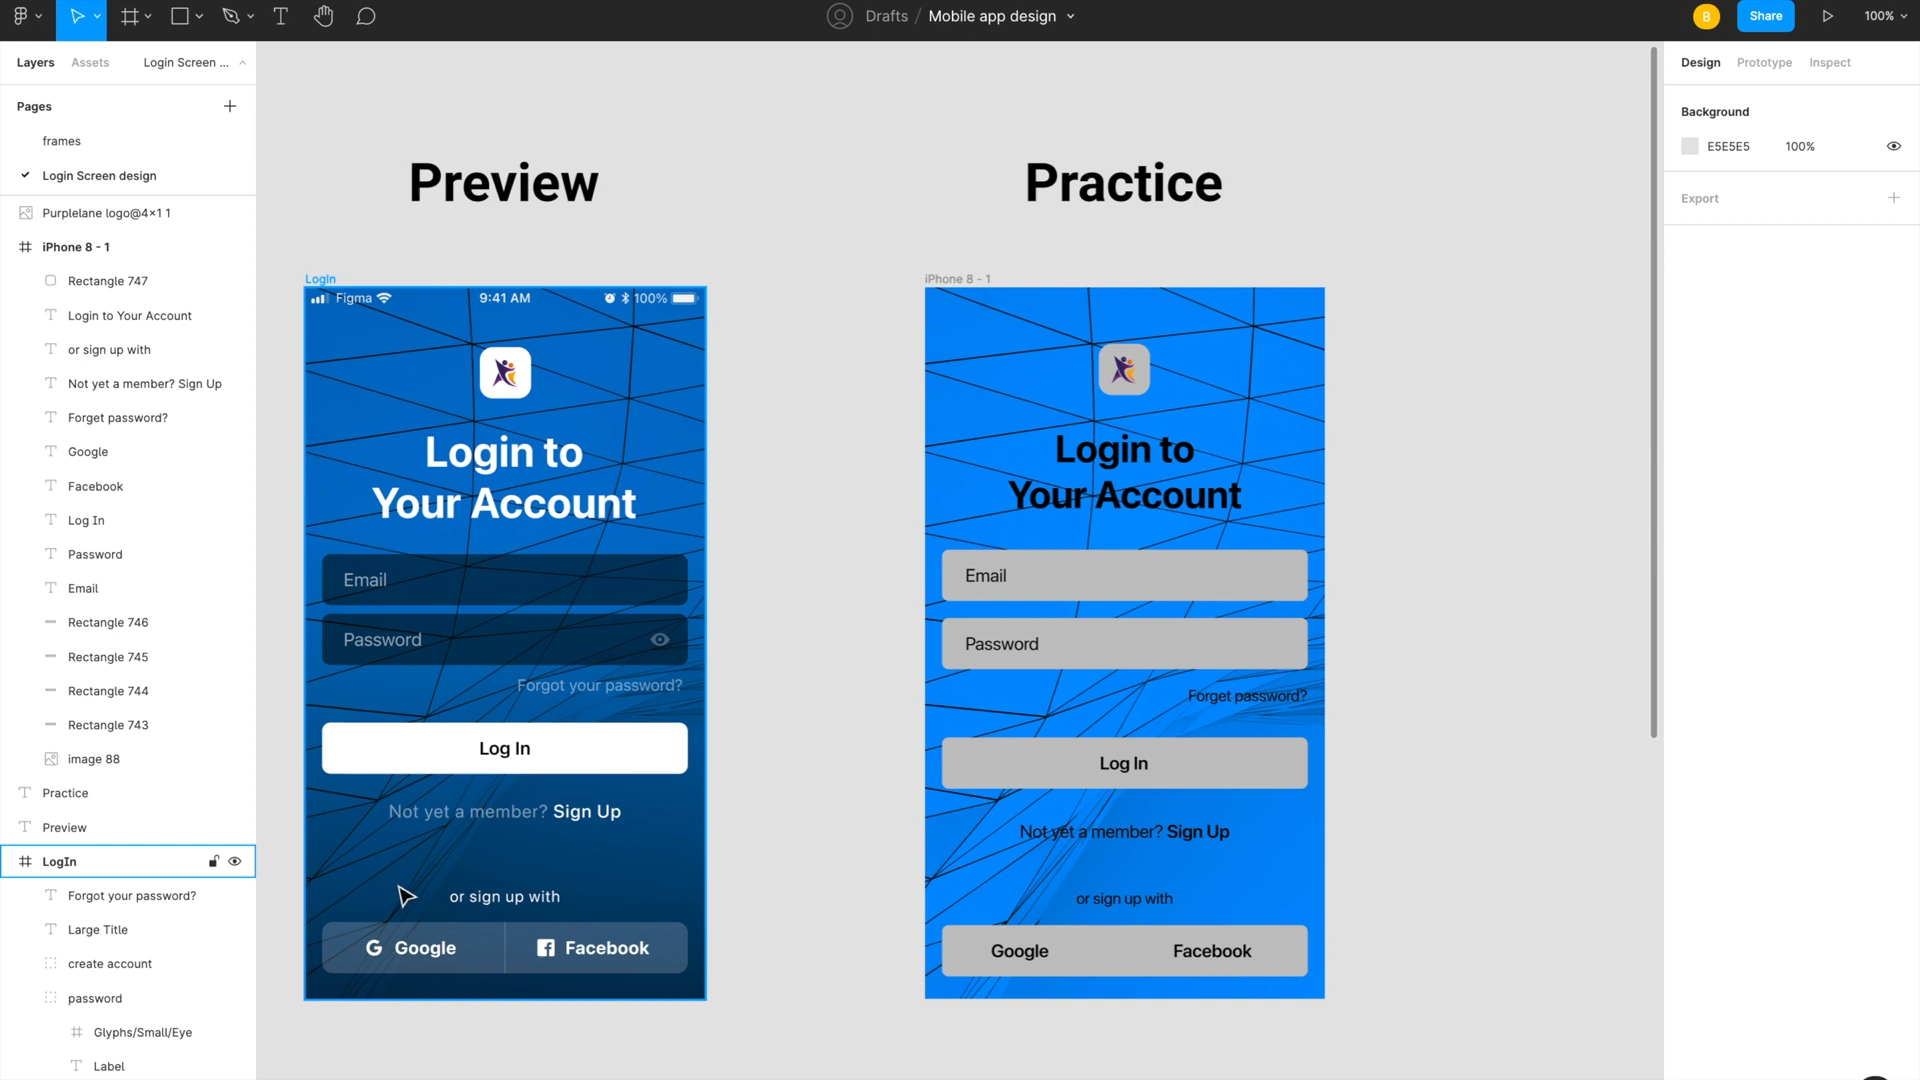 Drafts / Mobile app design
B
Share
100%
Layers
Assets
Login Screen ...
Pages
frames
Login Screen design
Purplelane logo@4×1 1
iPhone 8 - 1
Rectangle 747
Login to Your Account
or sign up with
Not yet a member? Sign Up
Forget password?
Google
Facebook
Log In
Password
Email
Rectangle 746
Rectangle 745
Rectangle 744
Rectangle 743
image 88
Practice
Preview
LogIn
Forgot your password?
Large Title
create account
password
Glyphs/Small/Eye
Label
Preview
LogIn
Figma
9:41 AM
100%
Login to
Your Account
Email
Password
Forgot your password?
Log In
Not yet a member? Sign Up
or sign up with
Google
Facebook
Practice
iPhone 8 - 1
Login to
Your Account
Email
Password
Forget password?
Log In
Not yet a member? Sign Up
or sign up with
Google
Facebook
Design
Prototype
Inspect
Background
E5E5E5
100%
Export